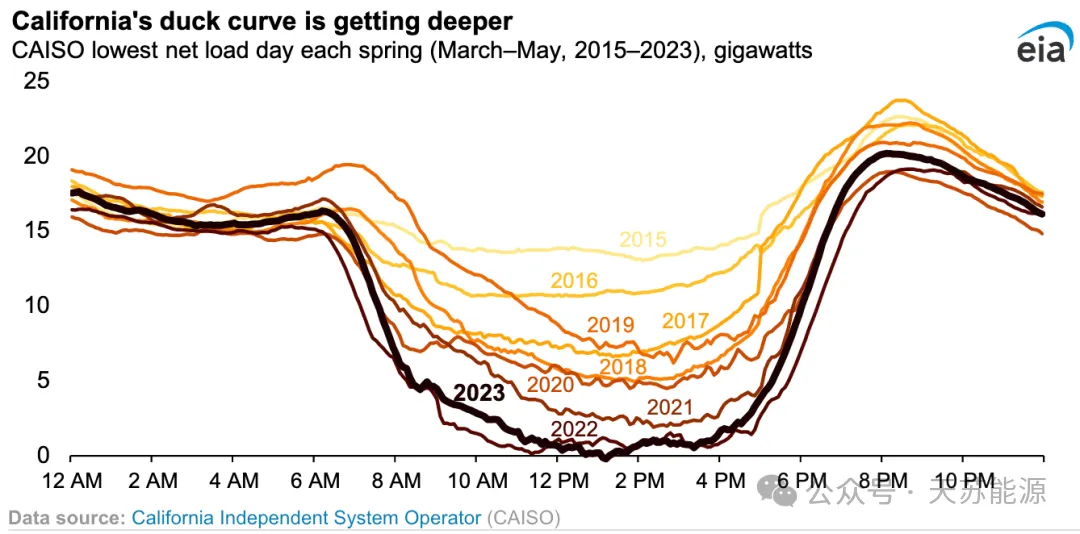 California's duck curve is getting deeper
CAISO lowest net load day each spring (March–May, 2015–2023), gigawatts
eia
25
20
15
10
5
0
2015
2016
2017
2019
2018
2020
2023
2021
2022
12 AM 2 AM 4 AM 6 AM 8 AM 10 AM 12 PM 2 PM 4 PM 6 PM 8 PM 10 PM
公众号 · 天苏能源
Data source: California Independent System Operator (CAISO)